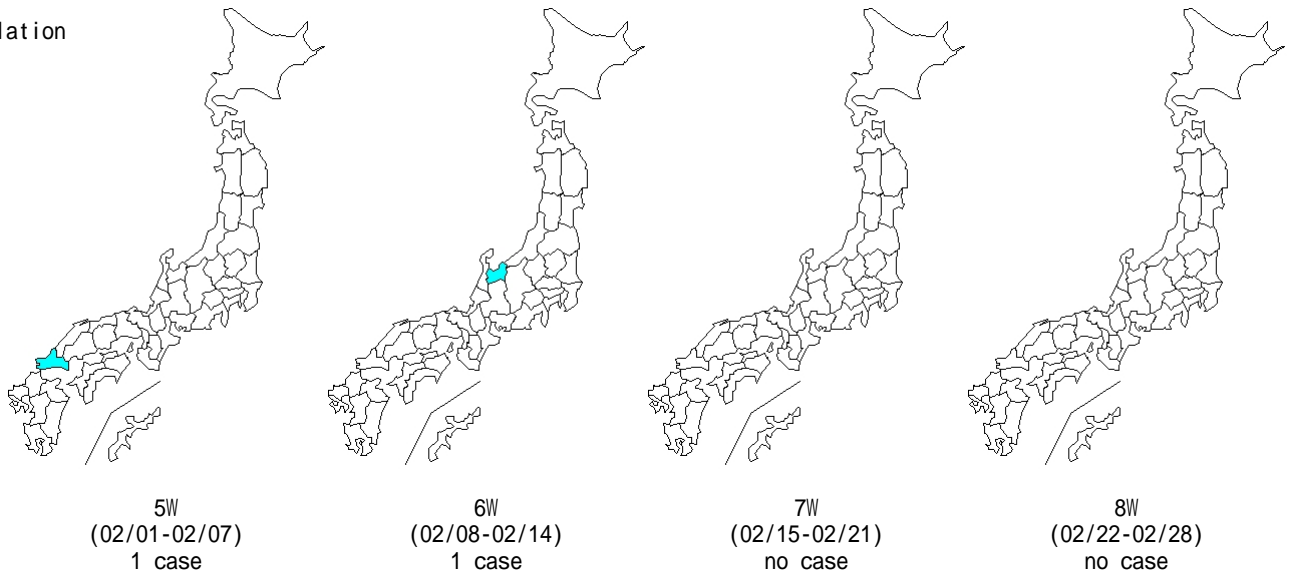 lation
5W
(02/01-02/07)
1 case
6W
(02/08-02/14)
1 case
7W
(02/15-02/21)
no case
8W
(02/22-02/28)
no case